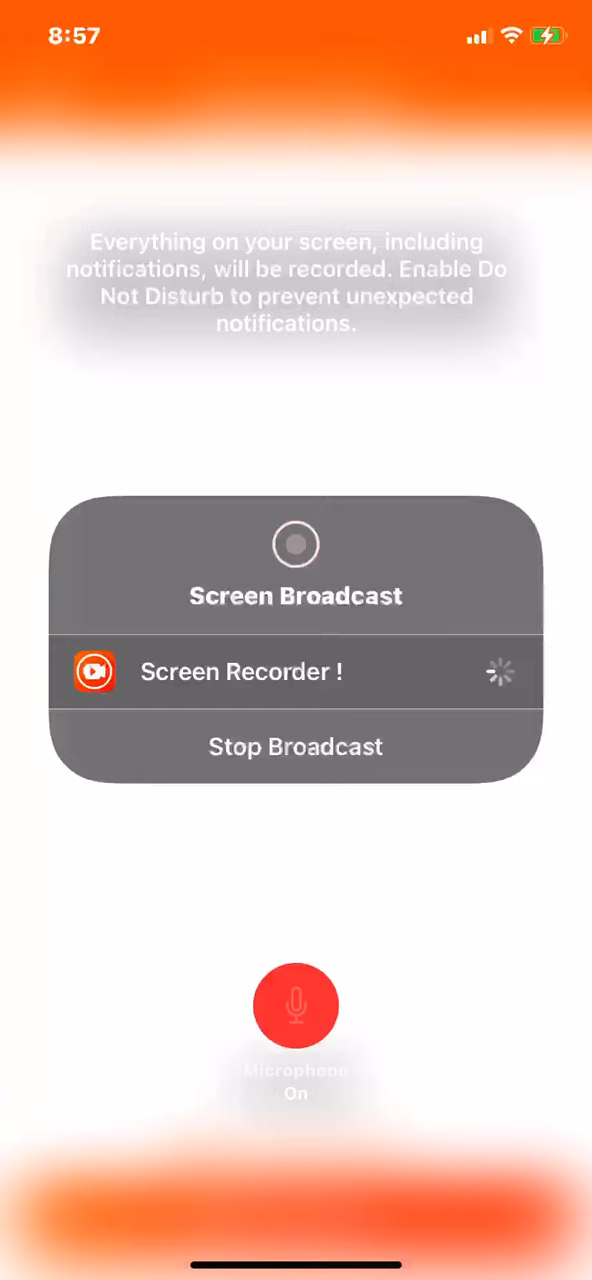 8:57
Everything on your screen, including
notifications, will be recorded. Enable Do
Not Disturb to prevent unexpected
notifications.
Screen Broadcast
Screen Recorder !
Stop Broadcast
Microphone
On